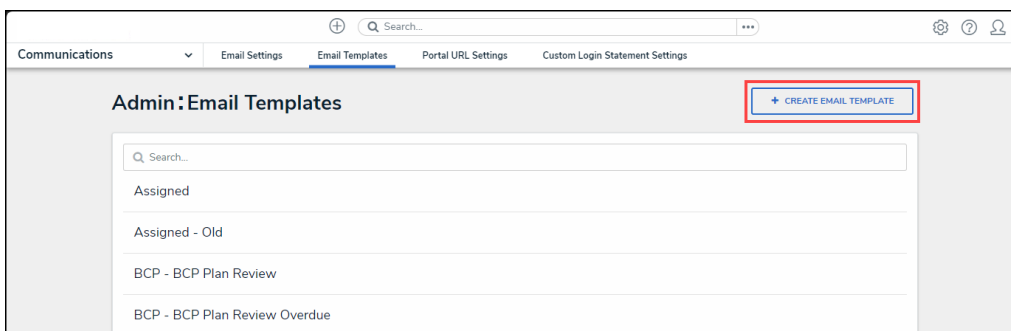 Search...
Communications
Email Settings
Email Templates
Portal URL Settings
Custom Login Statement Settings
Admin:Email Templates
+ CREATE EMAIL TEMPLATE
Search...
Assigned
Assigned - Old
BCP - BCP Plan Review
BCP - BCP Plan Review Overdue